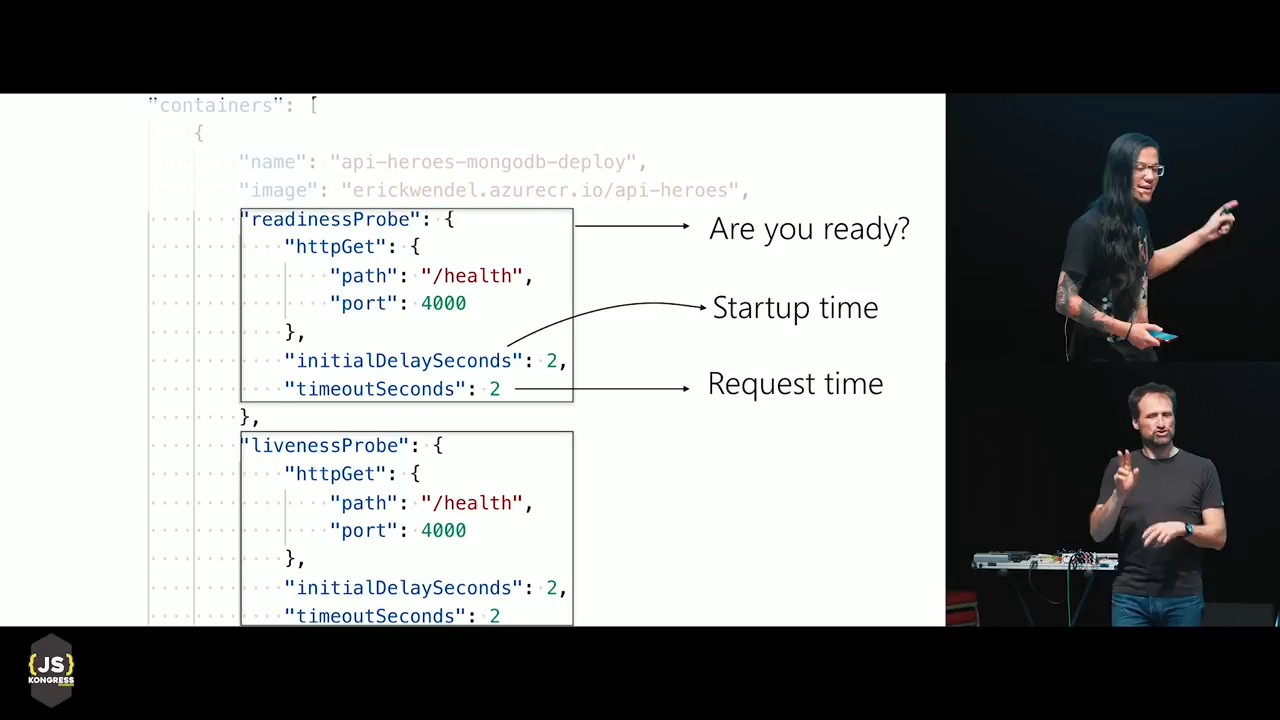 "containers": [
{
"name": "api-heroes-mongodb-deploy",
"image": "erickwendel.azurecr.io/api-heroes",
"readinessProbe": {
"httpGet": {
"path": "/health",
"port": 4000
},
"initialDelaySeconds": 2,
"timeoutSeconds": 2
},
"livenessProbe": {
"httpGet": {
"path": "/health",
"port": 4000
},
"initialDelaySeconds": 2,
"timeoutSeconds": 2
Are you ready?
Startup time
Request time
{JS}
KONGRESS